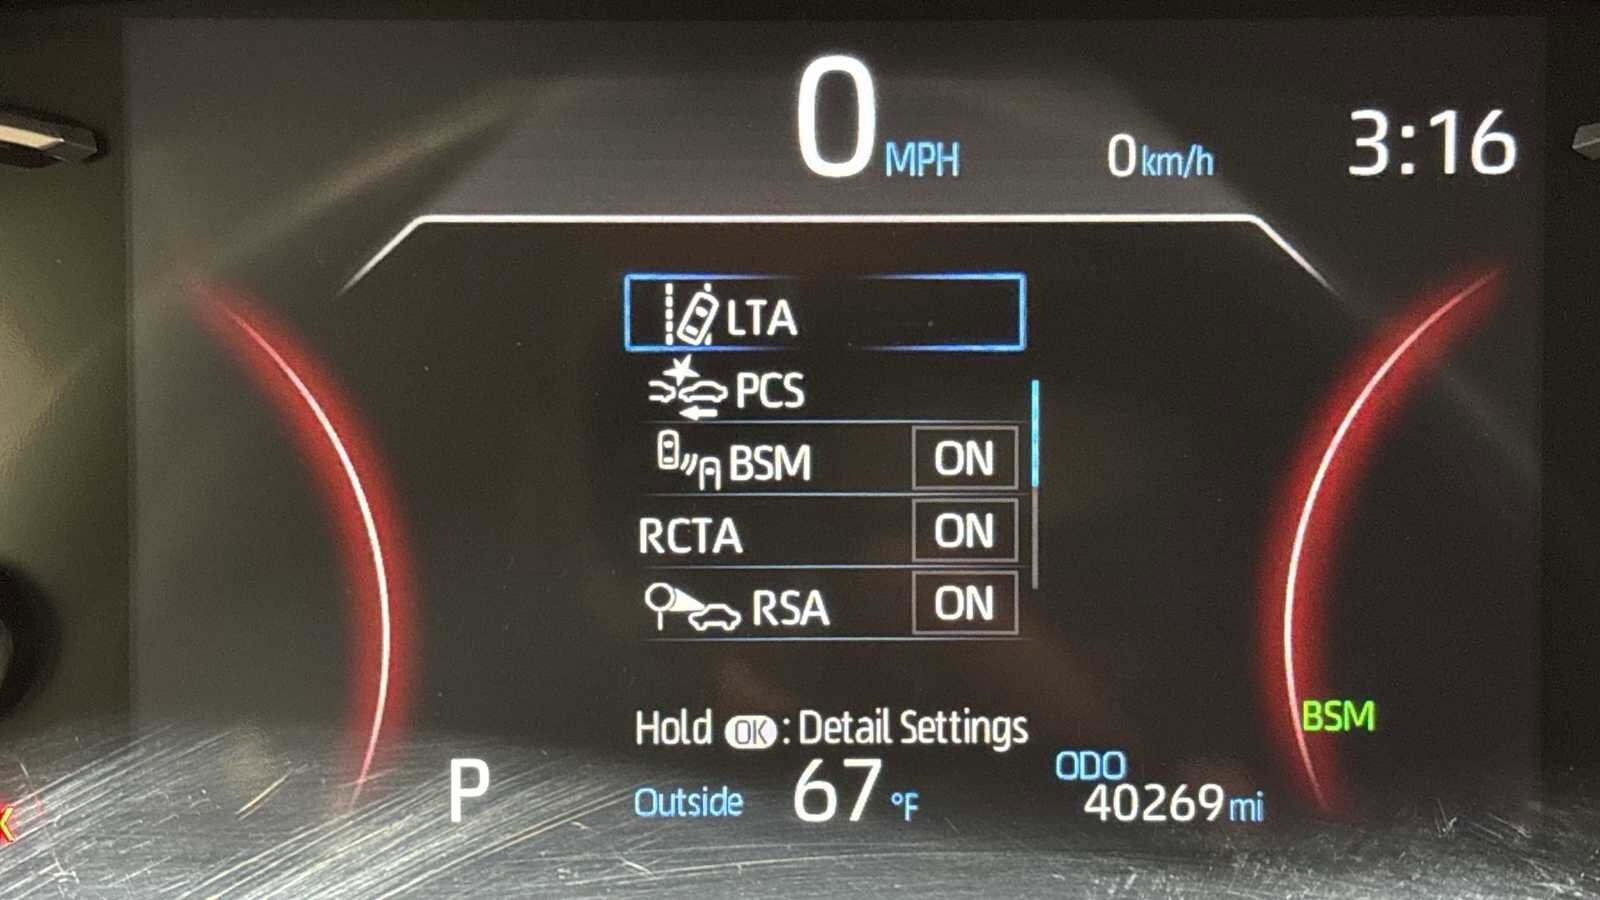 0 MPH 0 km/h 3:16
LTA
PCS
BSM ON
RCTA ON
RSA ON
Hold OK : Detail Settings
BSM
P Outside 67 °F ODO 40269 mi